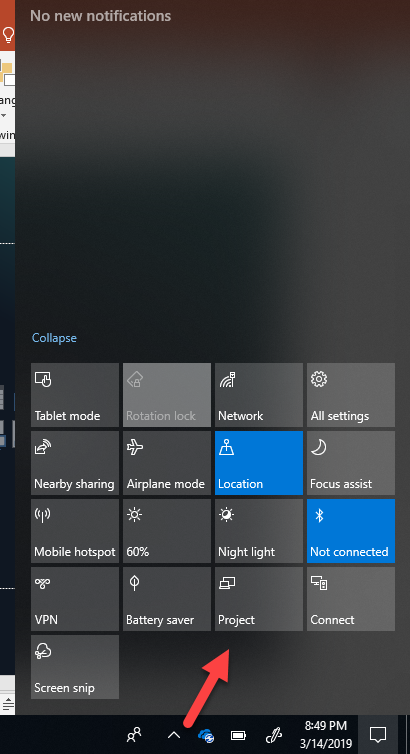 No new notifications
ang
win
Collapse
Tablet mode
Rotation lock
Network
All settings
Nearby sharing
Airplane mode
Location
Focus assist
Mobile hotspot
60%
Night light
Not connected
VPN
Battery saver
Project
Connect
Screen snip
8:49 PM
3/14/2019